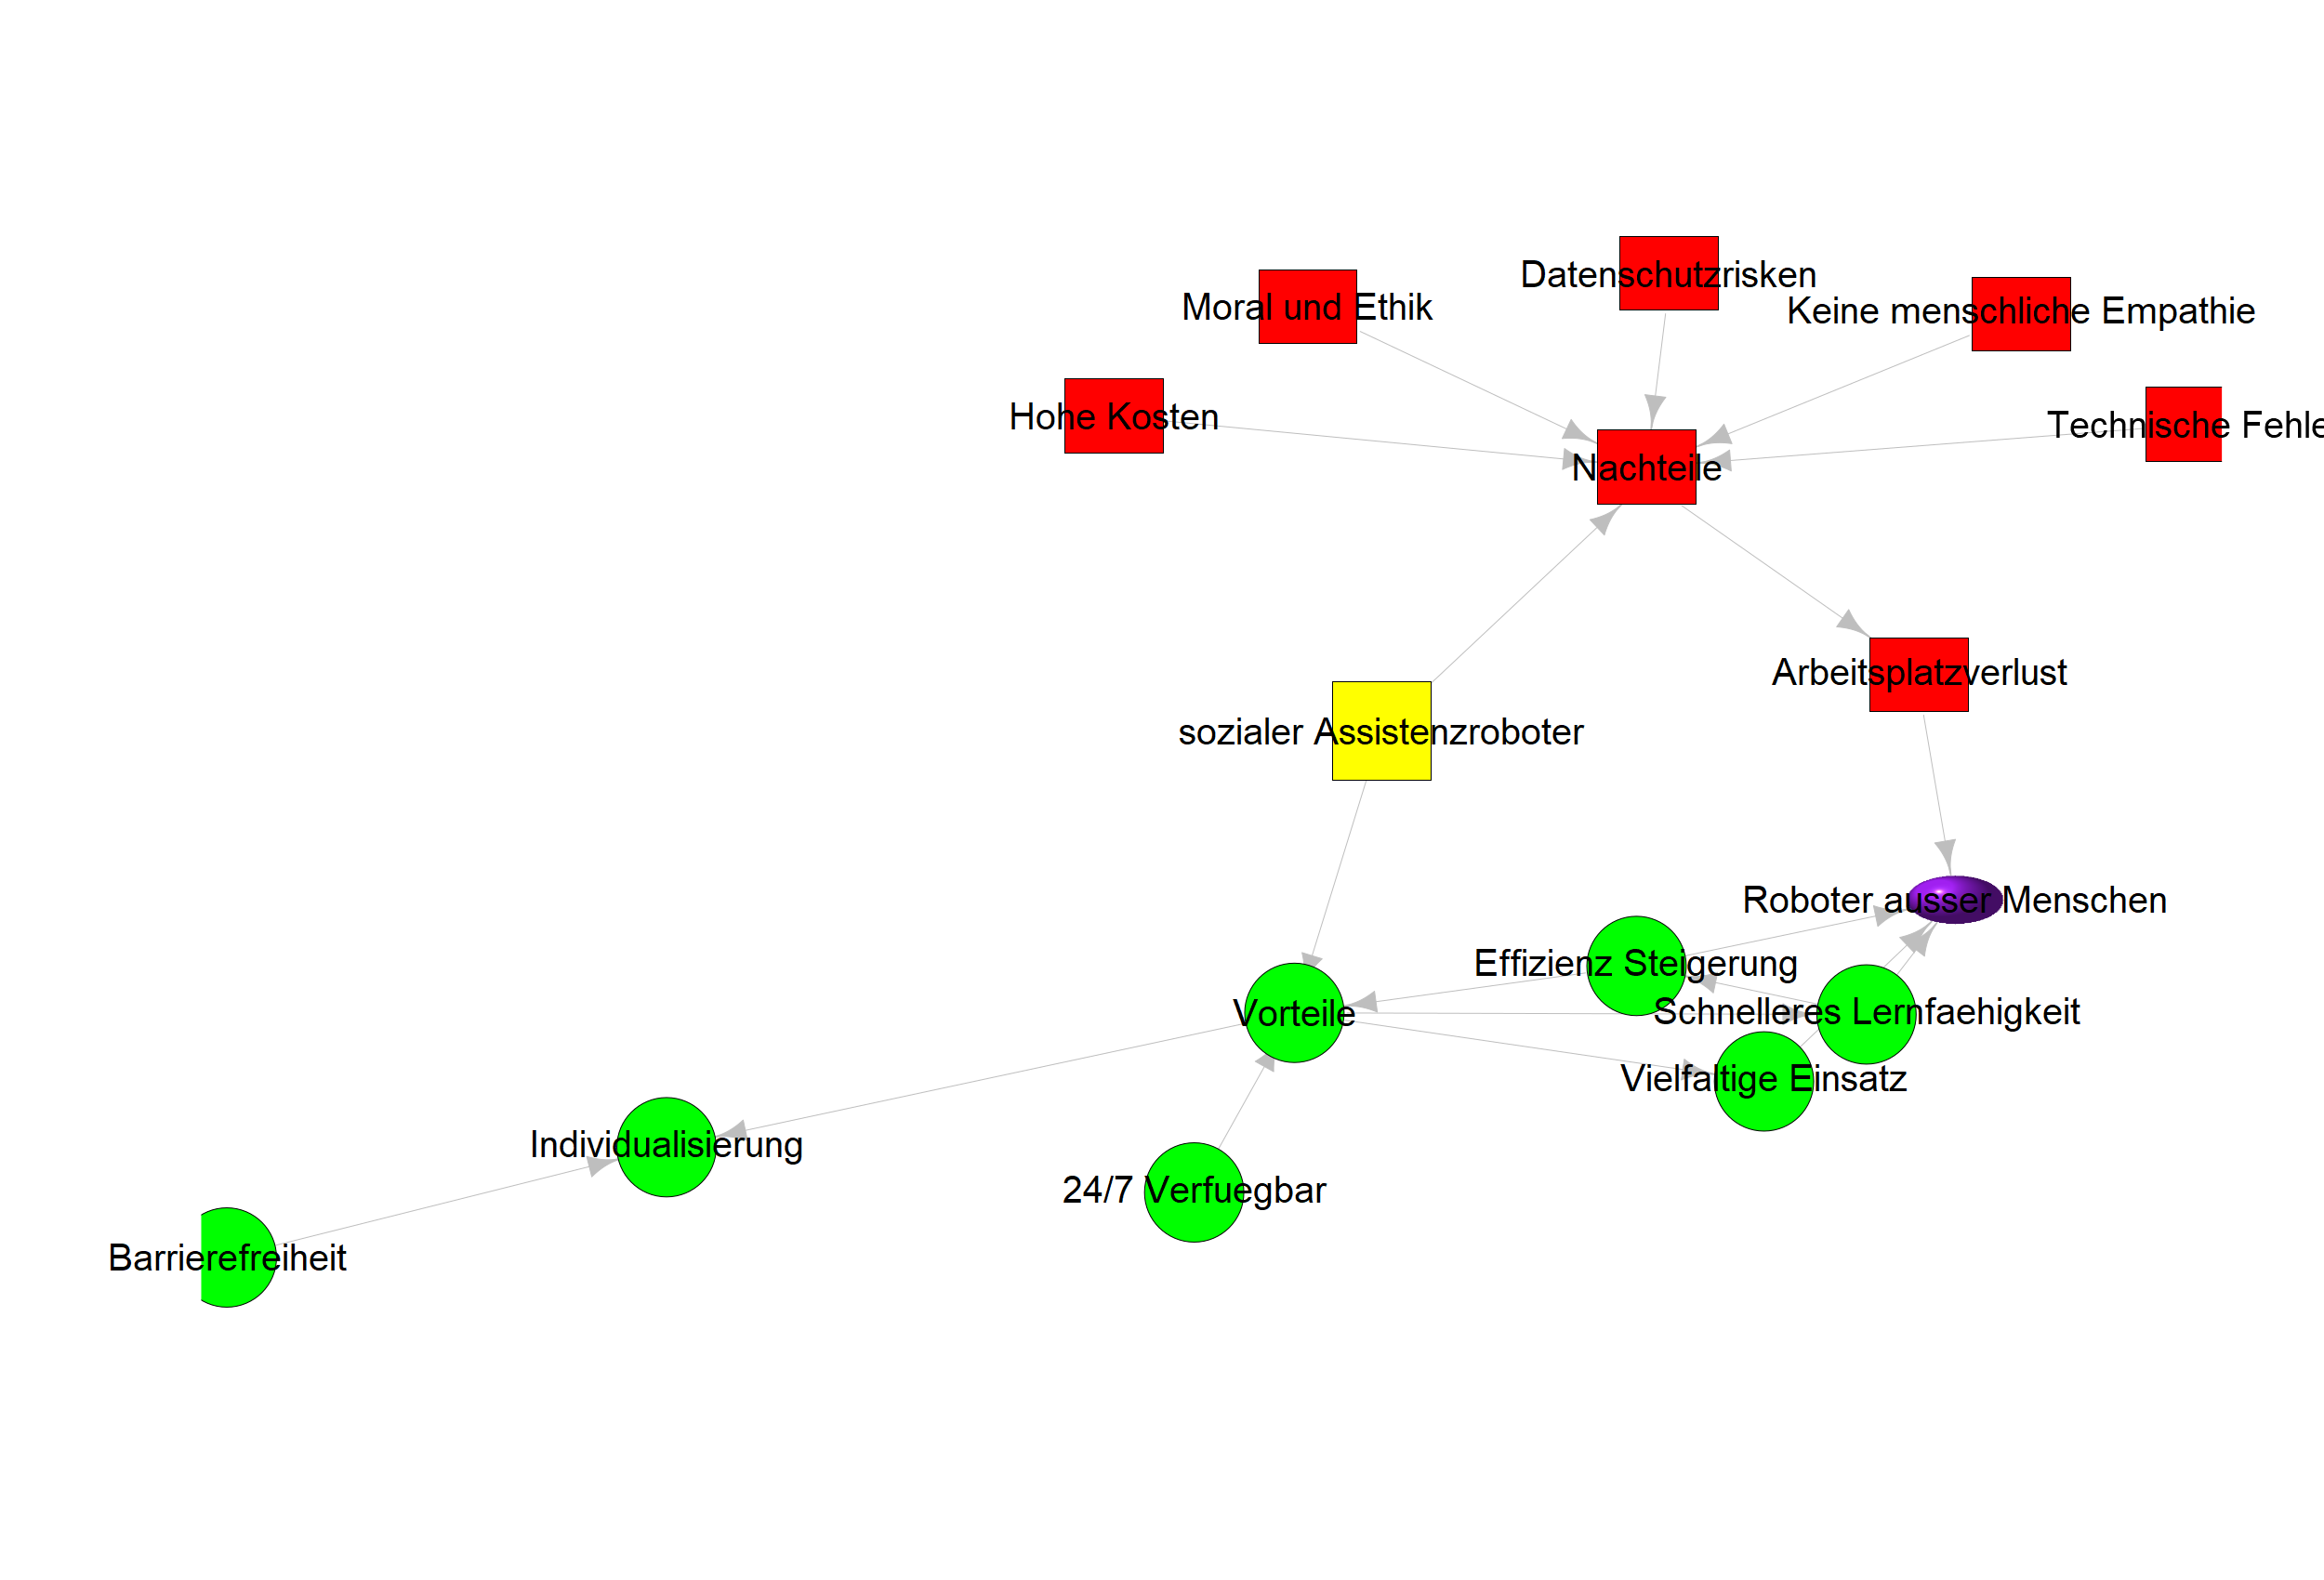 Datenschutzrisken
Moral und Ethik
Keine menschliche Empathie
Hohe Kosten
Technische Fehle
Nachteile
Arbeitsplatzverlust
sozialer Assistenzroboter
Roboter ausser Menschen
Effizienz Steigerung
Vorteile
Schnelleres Lernfaehigkeit
Vielfaltige Einsatz
Individualisierung
24/7 Verfuegbar
Barrierefreiheit